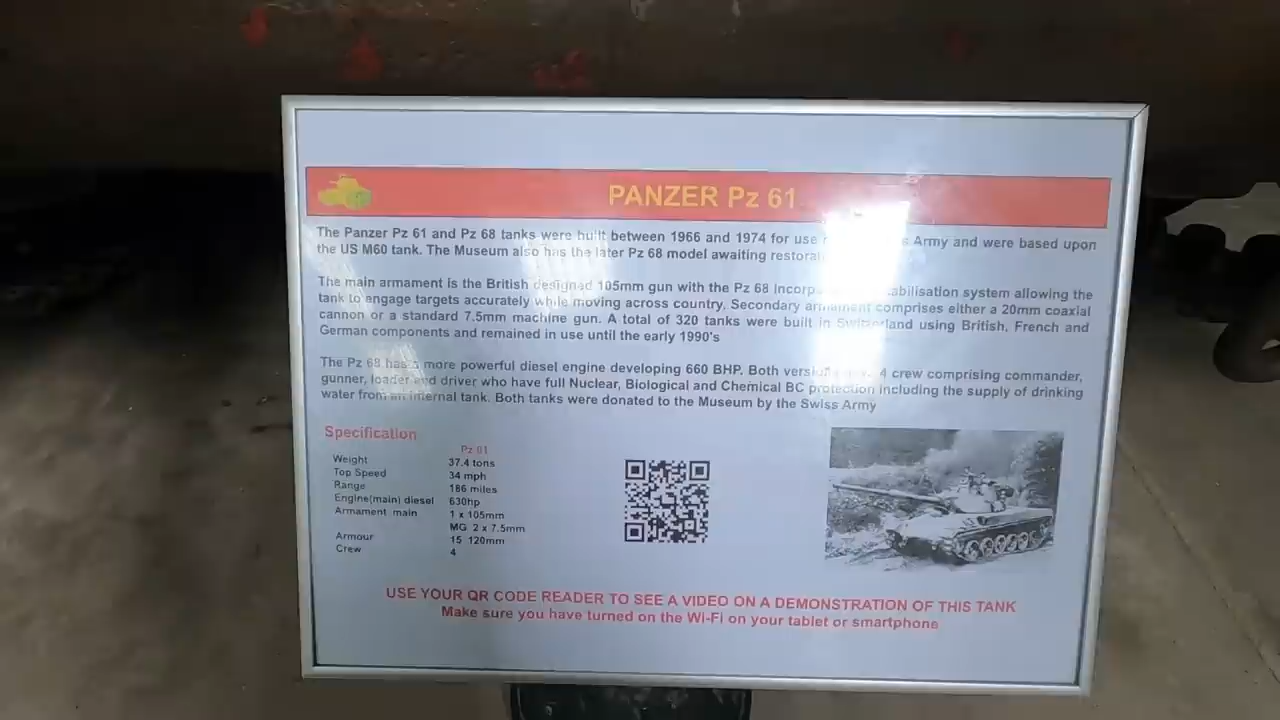 PANZER Pz 61
The Panzer Pz 61 and Pz 68 tanks were built between 1966 and 1974 for use Army and were based upon
the US M60 tank. The Museum also has the later Pz 68 model awaiting
The main armament is the British designed 105mm gun with the Pz 68 system allowing the
tank to engage targets accurately while moving across country. Secondary armament comprises either a 20mm coaxial
cannon or a standard 7.5mm machine gun. A total of 320 tanks were built in Switzerland using British, French and
German components and remained in use until the early 1990's
The Pz 68 has a more powerful diesel engine developing 660 BHP. Both 4 crew comprising commander,
gunner, loader and driver who have full Nuclear, Biological and Chemical BC protection including the supply of drinking
water from an internal tank. Both tanks were donated to the Museum by the Swiss Army
Specification
Pz 61
Weight 37.4 tons
Top Speed 34 mph
Range 186 miles
Engine(main) diesel 630hp
Armament main 1 x 105mm
MG 2 x 7.5mm
Armour 15 120mm
Crew 4
USE YOUR QR CODE READER TO SEE A VIDEO ON A DEMONSTRATION OF THIS TANK
Make sure you have turned on the Wi-Fi on your tablet or smartphone